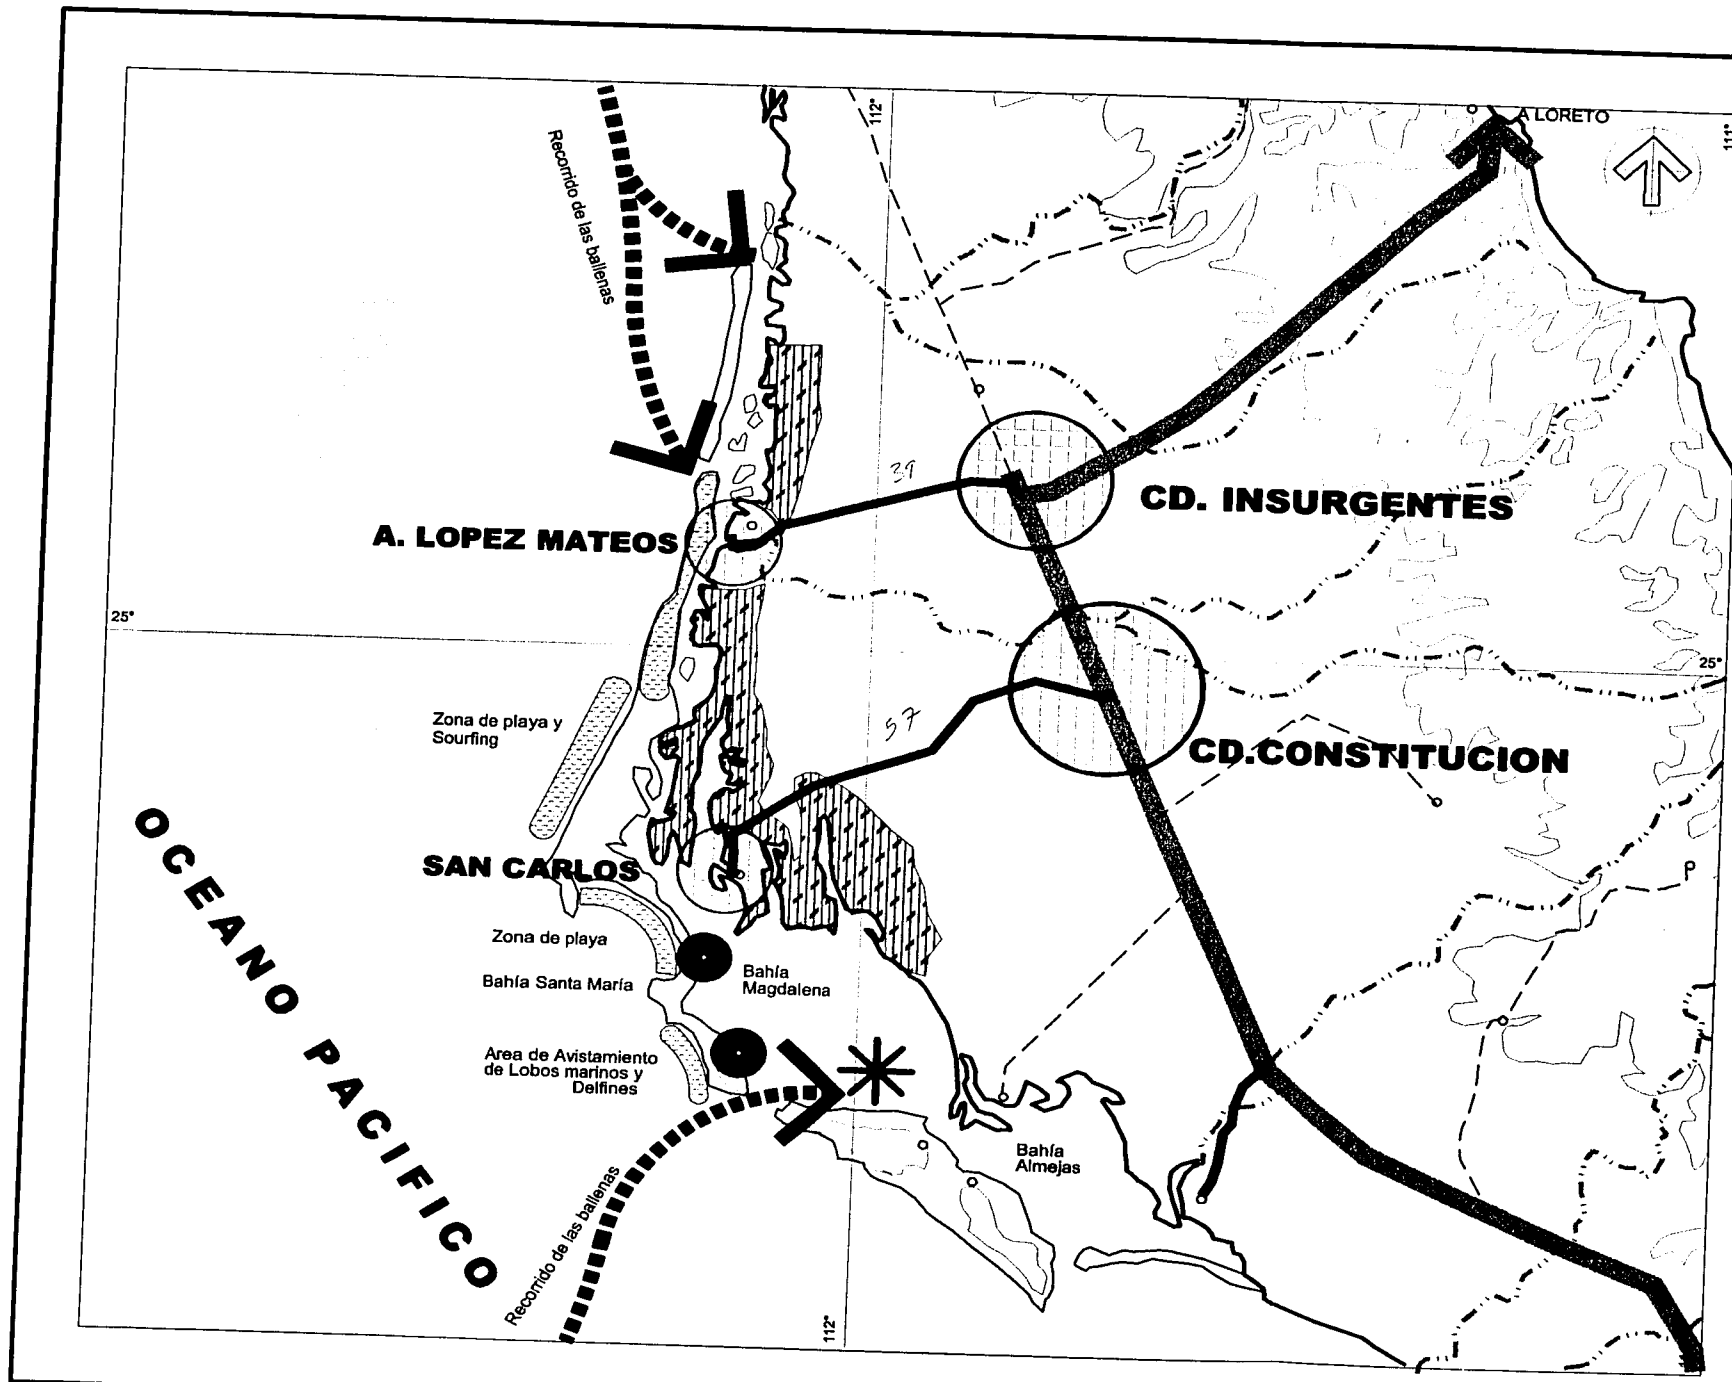 A LORETO
112°
111°
Recorrido de las ballenas
39
CD. INSURGENTES
A. LOPEZ MATEOS
25°
25°
Zona de playa y
Sourfing
57
CD.CONSTITUCION
OCEANO PACIFICO
SAN CARLOS
Zona de playa
Bahía Santa María
Bahía
Magdalena
Area de Avistamiento
de Lobos marinos y
Delfines
Bahía
Almejas
Recorrido de las ballenas
112°